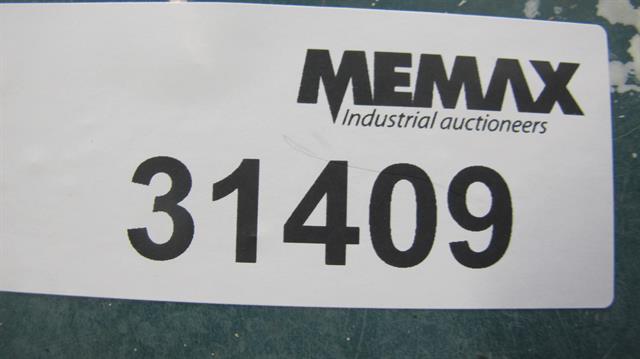 MEMAX
Industrial auctioneers
31409